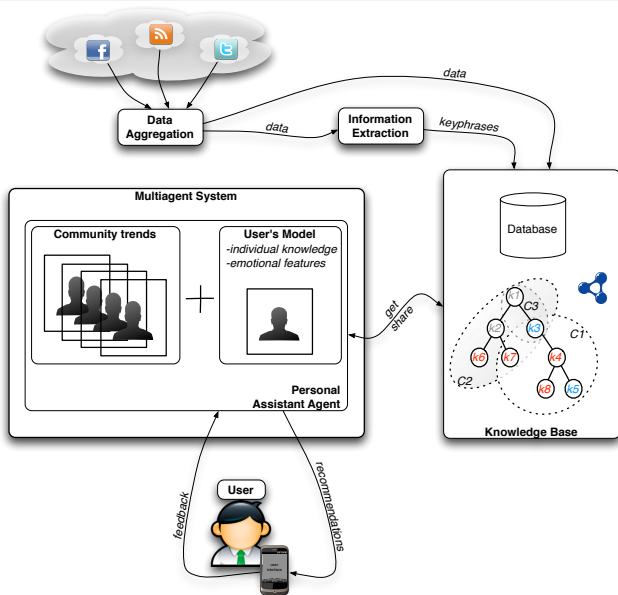 data
Data
Aggregation
data
Information
Extraction
keyphrases
Multiagent System
Community trends
User's Model
-individual knowledge
-emotional features
Personal
Assistant Agent
get
share
Database
k1
C3
k2
k3
C1
k6
k7
k4
C2
k8
k5
Knowledge Base
feedback
User
recommendations
user
interface